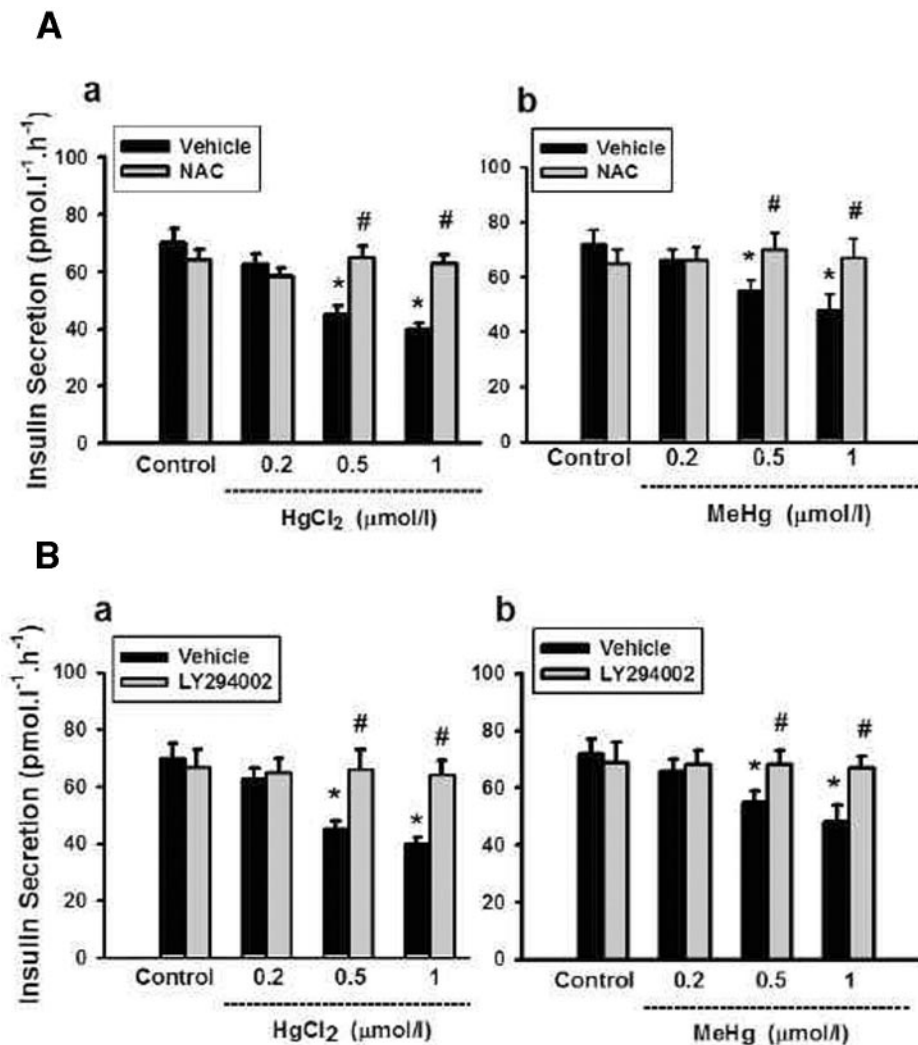 A
a
Vehicle
NAC
Insulin Secretion (pmol.l⁻¹.h⁻¹)
100
80
60
40
20
0
* # * #
Control 0.2 0.5 1
HgCl₂ (μmol/l)
b
Vehicle
NAC
100
80
60
40
20
0
* # * #
Control 0.2 0.5 1
MeHg (μmol/l)
B
a
Vehicle
LY294002
Insulin Secretion (pmol.l⁻¹.h⁻¹)
100
80
60
40
20
0
* # * #
Control 0.2 0.5 1
HgCl₂ (μmol/l)
b
Vehicle
LY294002
100
80
60
40
20
0
* # * #
Control 0.2 0.5 1
MeHg (μmol/l)